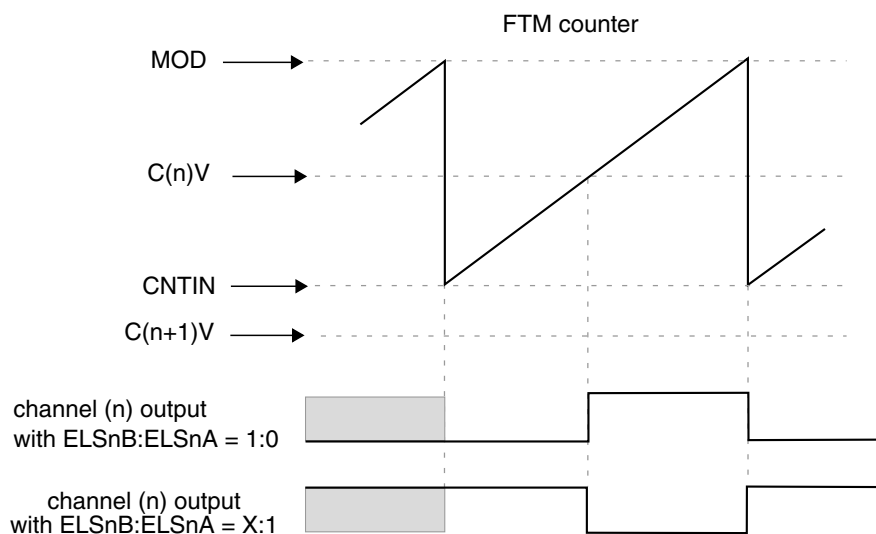 FTM counter
MOD
C(n)V
CNTIN
C(n+1)V
channel (n) output
with ELSnB:ELSnA = 1:0
channel (n) output
with ELSnB:ELSnA = X:1